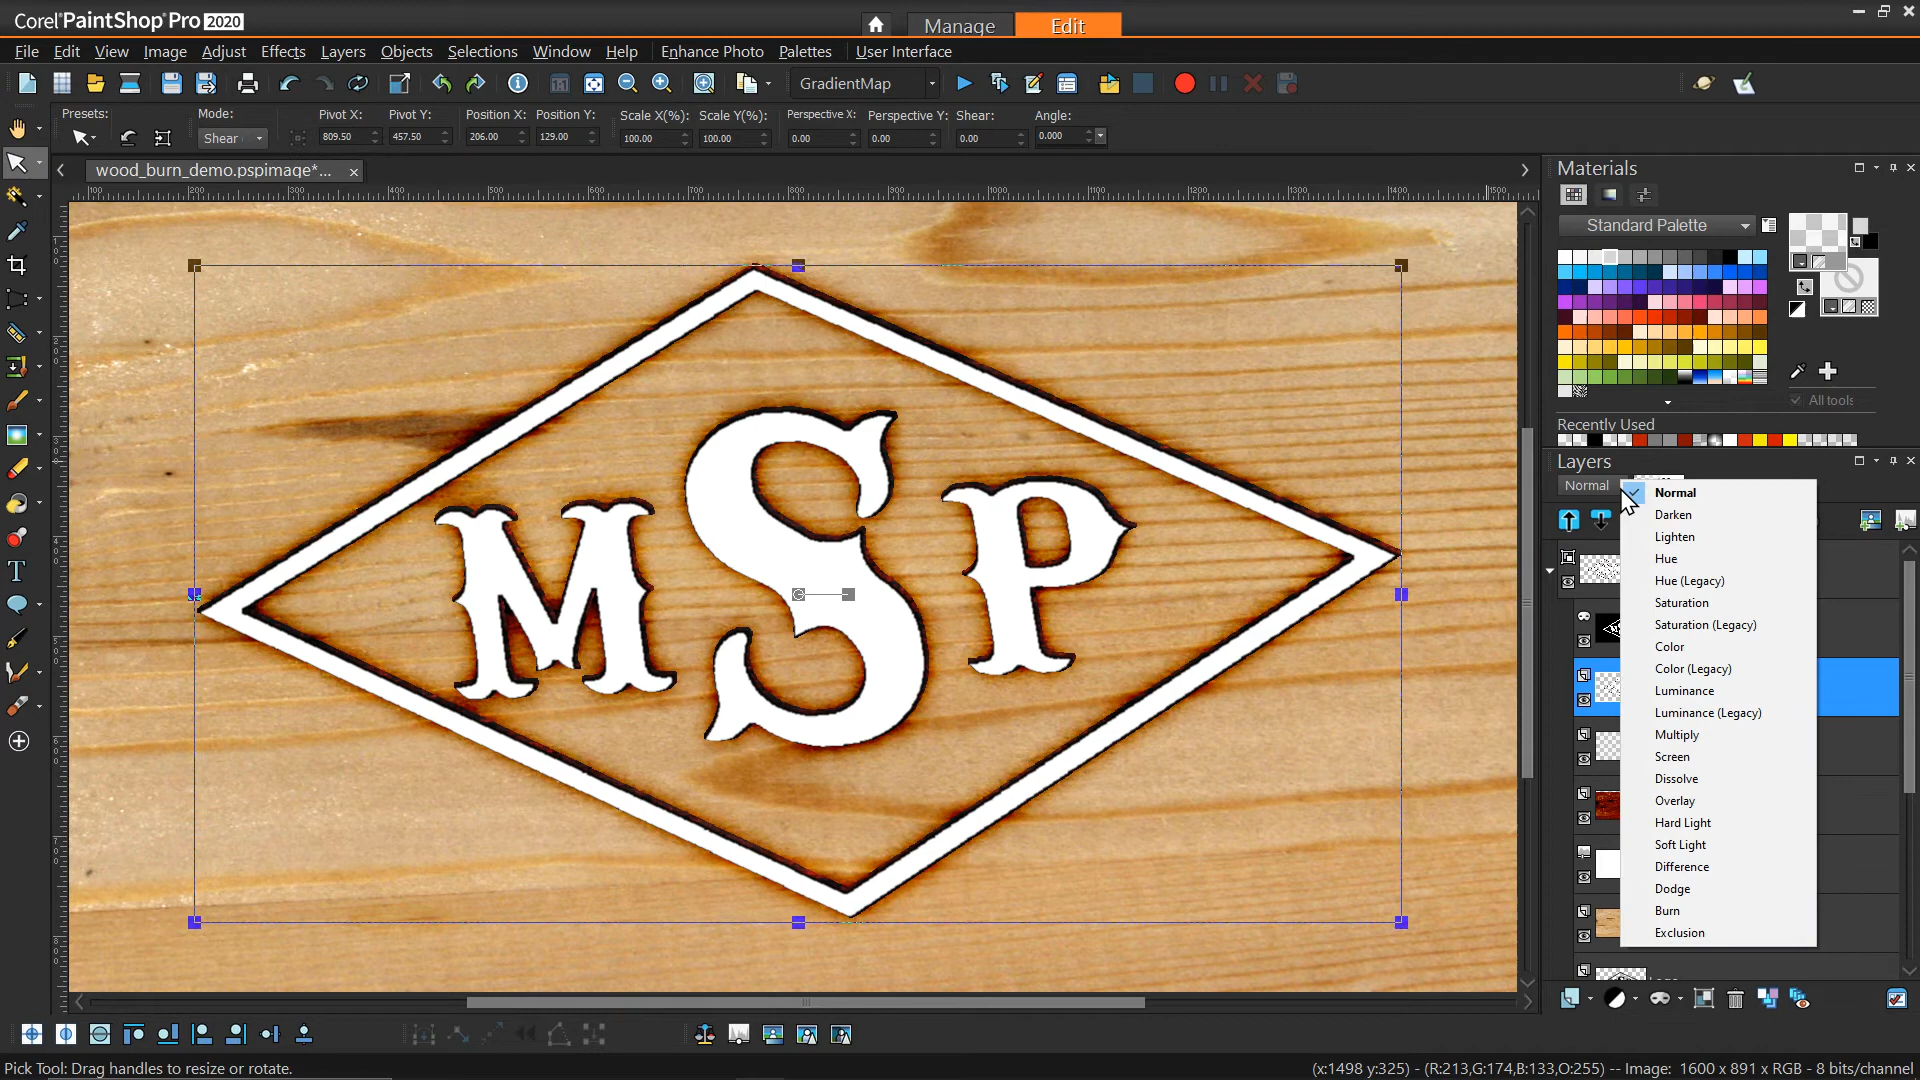 Corel PaintShop Pro 2020
Manage
Edit
File Edit View Image Adjust Effects Layers Objects Selections Window Help Enhance Photo Palettes User Interface
GradientMap
Presets:
Mode:
Pivot X:
Pivot Y:
Position X:
Position Y:
Scale X(%):
Scale Y(%):
Perspective X:
Perspective Y:
Shear:
Angle:
Shear
809.50
457.50
206.00
129.00
100.00
100.00
0.00
0.00
0.00
0.000
wood_burn_demo.pspimage*...
Materials
Standard Palette
All tools
Recently Used
Layers
Normal
Normal
Darken
Lighten
Hue
Hue (Legacy)
Saturation
Saturation (Legacy)
Color
Color (Legacy)
Luminance
Luminance (Legacy)
Multiply
Screen
Dissolve
Overlay
Hard Light
Soft Light
Difference
Dodge
Burn
Exclusion
MSP
Pick Tool: Drag handles to resize or rotate.
(x:1498 y:325) - (R:213,G:174,B:133,O:255) -- Image: 1600 x 891 x RGB - 8 bits/channel